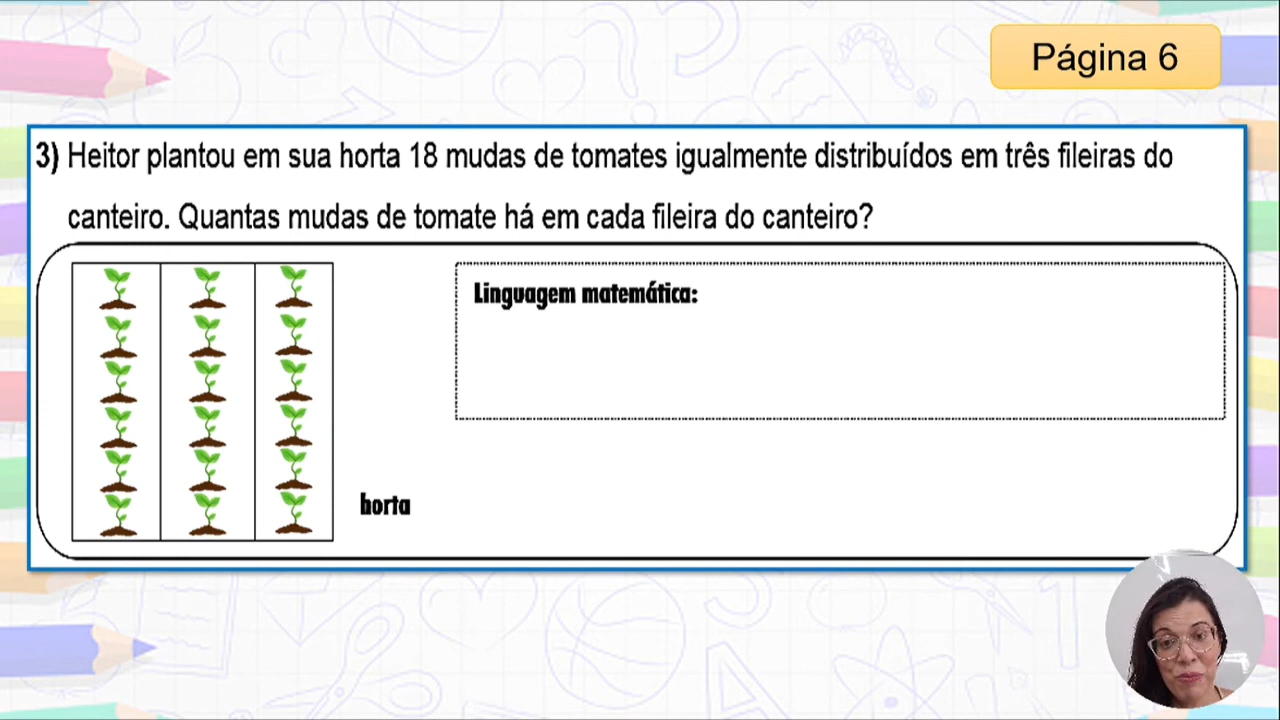 Página 6
3) Heitor plantou em sua horta 18 mudas de tomates igualmente distribuídos em três fileiras do
canteiro. Quantas mudas de tomate há em cada fileira do canteiro?
Linguagem matemática:
horta